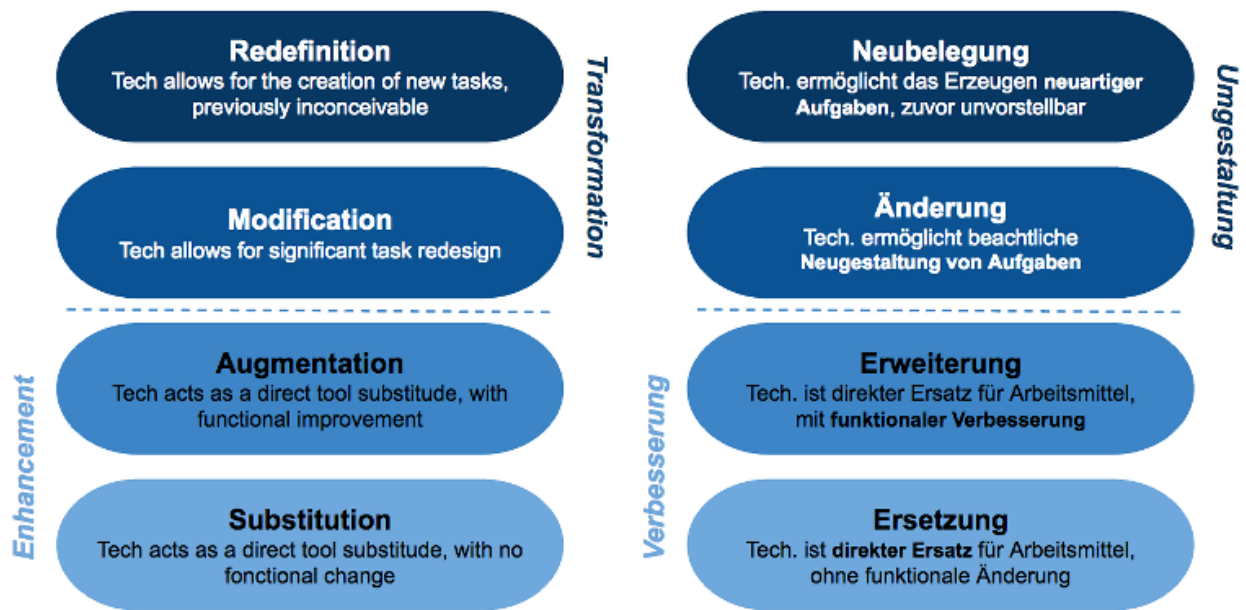 Redefinition
Tech allows for the creation of new tasks,
previously inconceivable
Modification
Tech allows for significant task redesign
Transformation
Augmentation
Tech acts as a direct tool substitude, with
functional improvement
Substitution
Tech acts as a direct tool substitude, with no
fonctional change
Enhancement
Neubelegung
Tech. ermöglicht das Erzeugen neuartiger
Aufgaben, zuvor unvorstellbar
Änderung
Tech. ermöglicht beachtliche
Neugestaltung von Aufgaben
Umgestaltung
Erweiterung
Tech. ist direkter Ersatz für Arbeitsmittel,
mit funktionaler Verbesserung
Ersetzung
Tech. ist direkter Ersatz für Arbeitsmittel,
ohne funktionale Änderung
Verbesserung